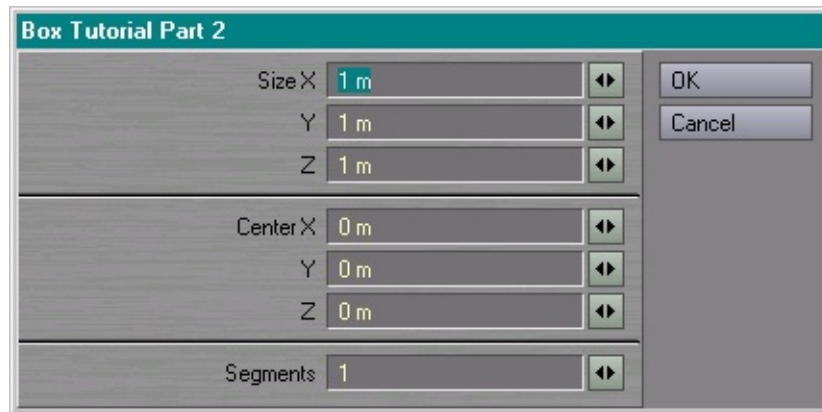 Box Tutorial Part 2
Size X 1 m
Y 1 m
Z 1 m
Center X 0 m
Y 0 m
Z 0 m
Segments 1
OK
Cancel